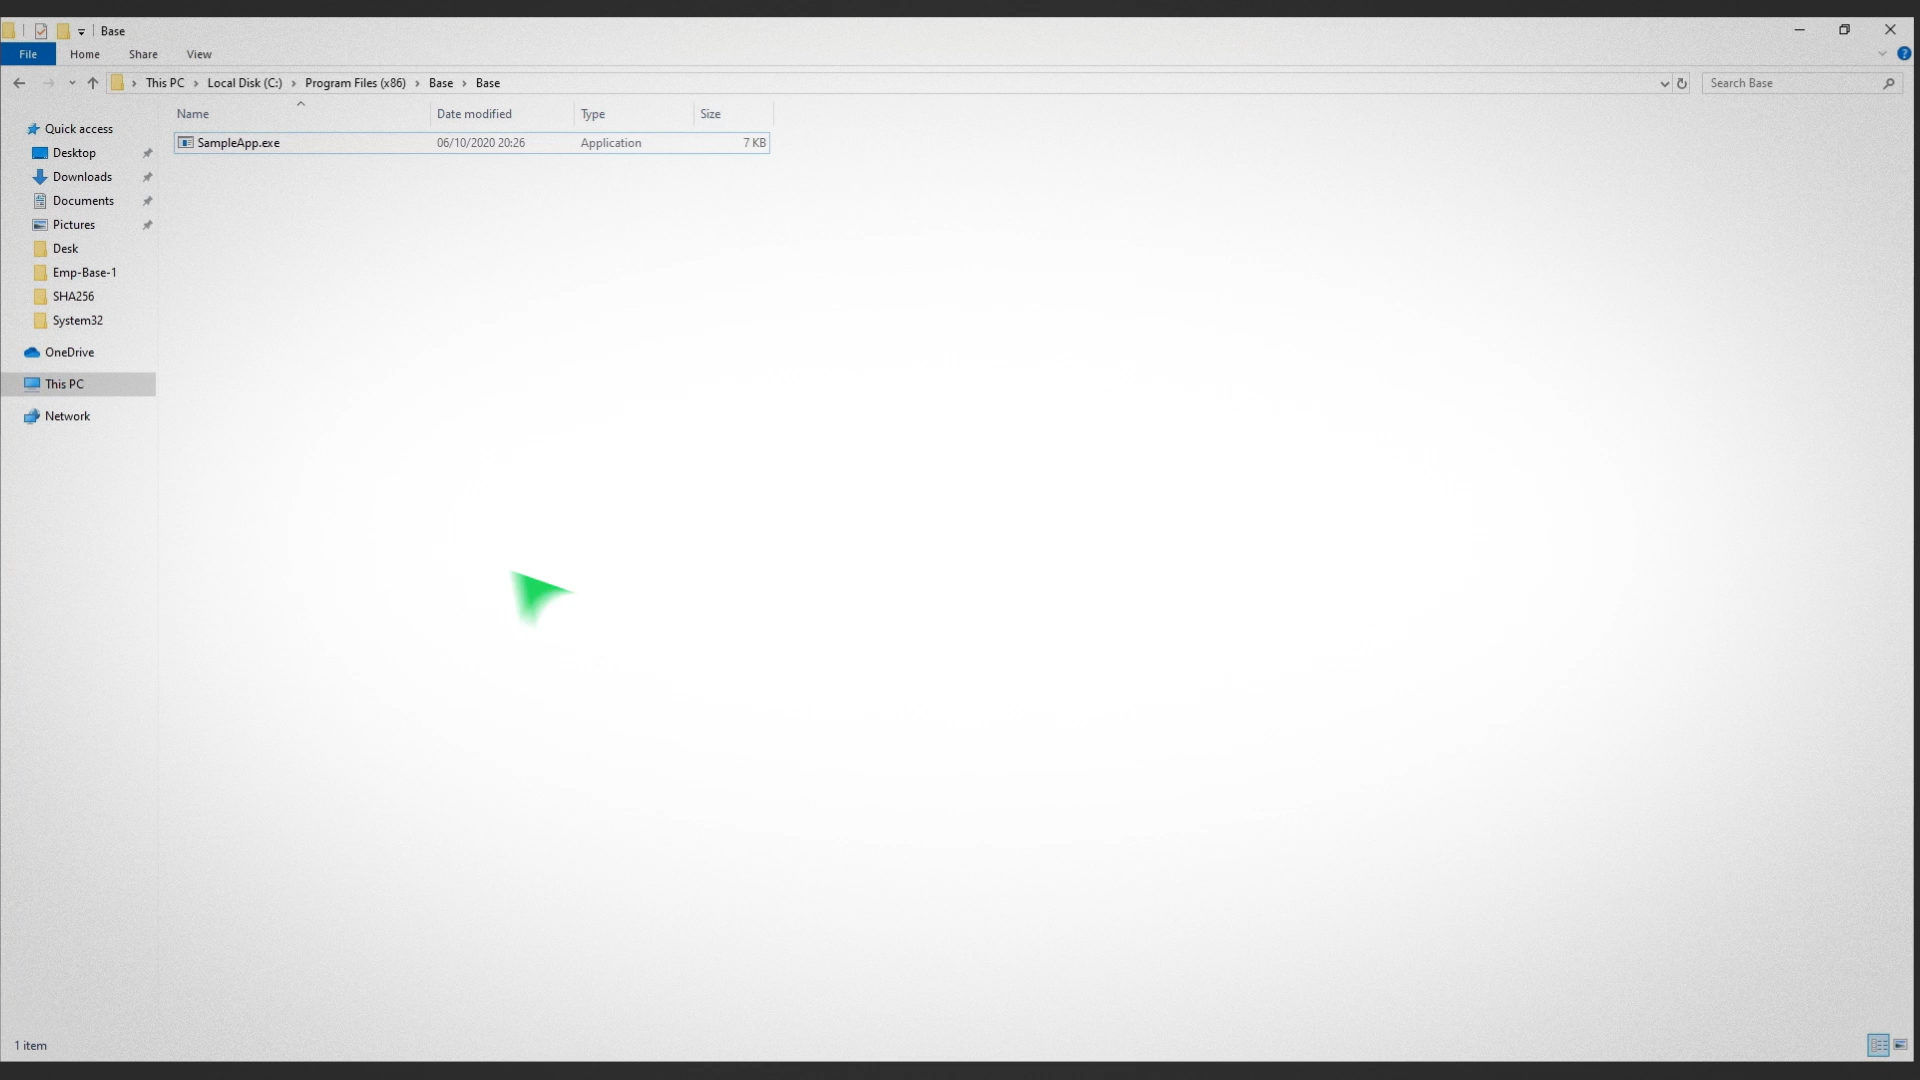 Base
File Home Share View
This PC Local Disk (C:) Program Files (x86) Base Base
Search Base
Name Date modified Type Size
SampleApp.exe 06/10/2020 20:26 Application 7 KB
Quick access
Desktop
Downloads
Documents
Pictures
Desk
Emp-Base-1
SHA256
System32
OneDrive
This PC
Network
1 item